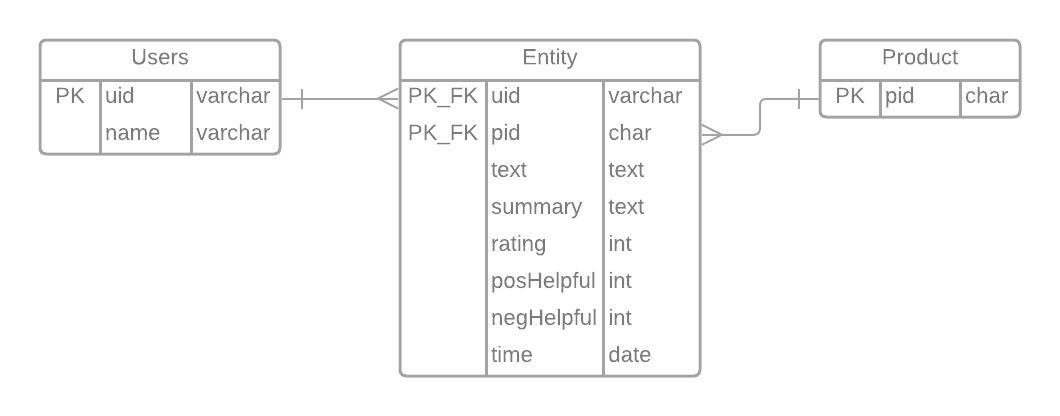 Users
PK uid varchar
name varchar
Entity
PK_FK uid varchar
PK_FK pid char
text text
summary text
rating int
posHelpful int
negHelpful int
time date
Product
PK pid char